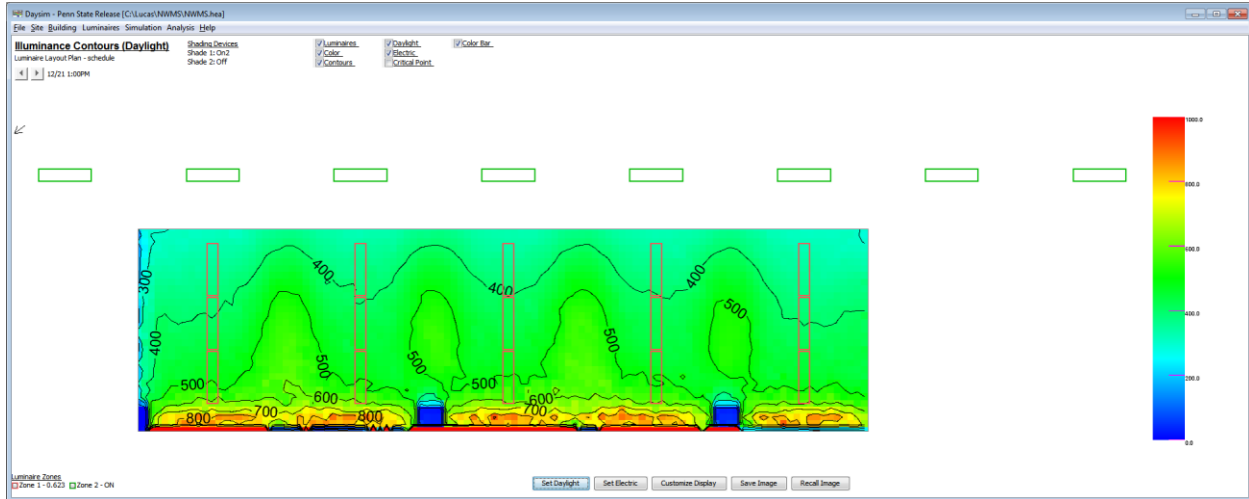 Daysim - Penn State Release [C:\Lucas\NWMS\NWMS.hea]
File Site Building Luminaires Simulation Analysis Help
Illuminance Contours (Daylight)
Luminaire Layout Plan - schedule
12/21 1:00PM
Shading Devices
Shade 1: On2
Shade 2: Off
Luminaires Daylight Color Bar
Color Electric
Contours Critical Point
1000.0
800.0
600.0
400.0
200.0
0.0
300
400
400
400
400
500
500
500
500
500
500
600
600
700
700
800
800
Luminaire Zones
Zone 1 - 0.623 Zone 2 - ON
Set Daylight Set Electric Customize Display Save Image Recall Image